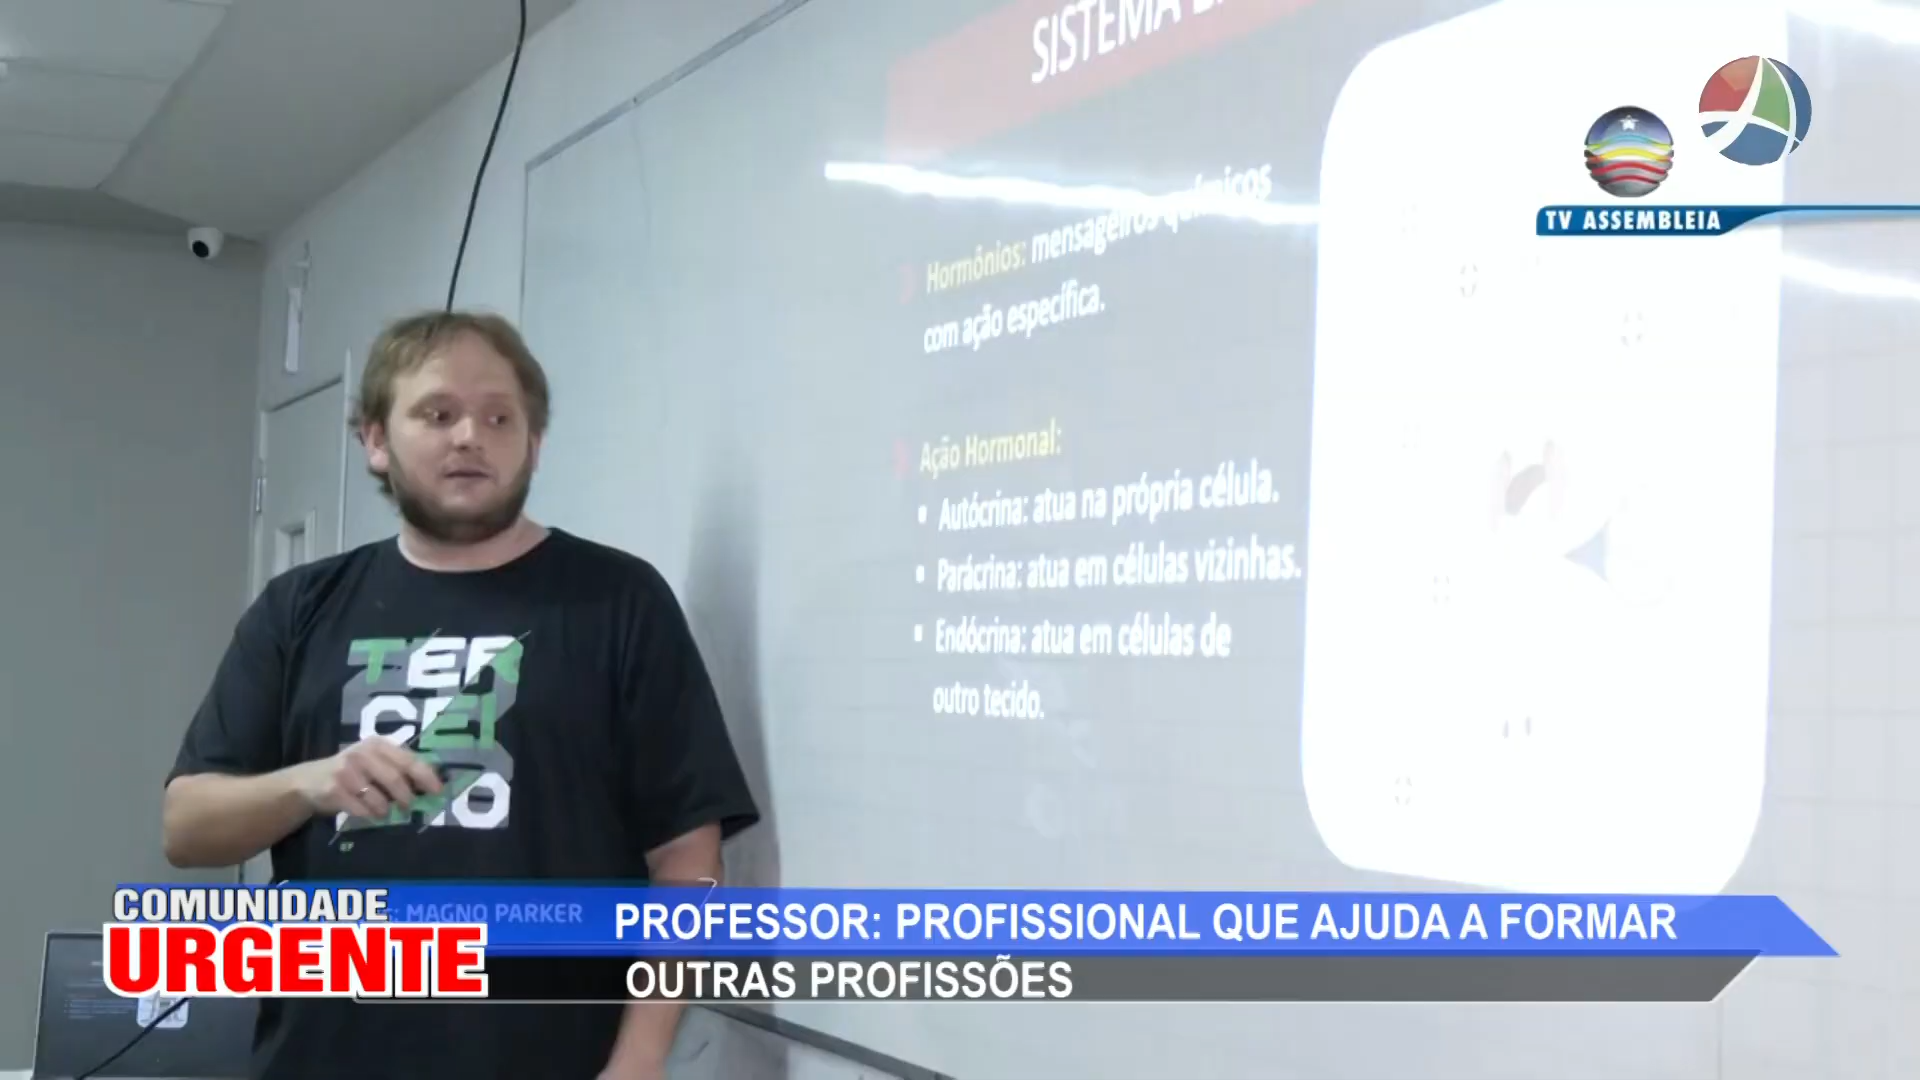 SISTEMA
TV ASSEMBLEIA
Hormônios: mensageiros químicos
com ação específica.
Ação Hormonal:
▪ Autócrina: atua na própria célula.
▪ Parácrina: atua em células vizinhas.
▪ Endócrina: atua em células de
outro tecido.
TER
CEI
COMUNIDADE
URGENTE
MAGNO PARKER
PROFESSOR: PROFISSIONAL QUE AJUDA A FORMAR
OUTRAS PROFISSÕES